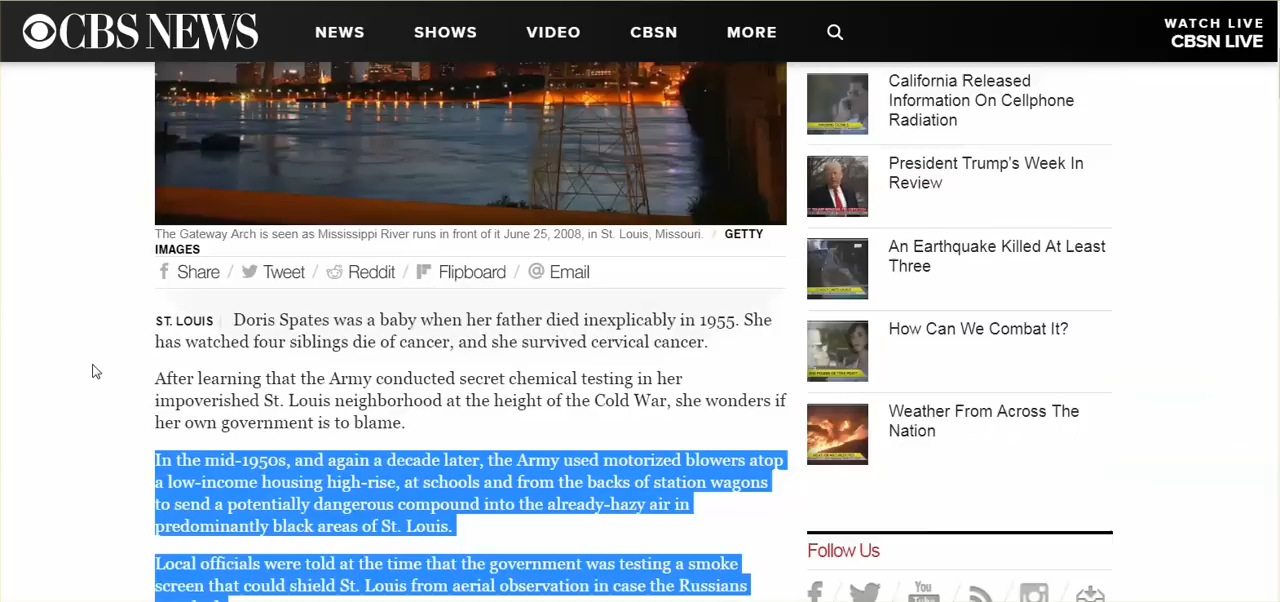 CBS NEWS
NEWS
SHOWS
VIDEO
CBSN
MORE
WATCH LIVE
CBSN LIVE
The Gateway Arch is seen as Mississippi River runs in front of it June 25, 2008, in St. Louis, Missouri. / GETTY
IMAGES
Share / Tweet / Reddit / Flipboard / Email
ST. LOUIS | Doris Spates was a baby when her father died inexplicably in 1955. She
has watched four siblings die of cancer, and she survived cervical cancer.
After learning that the Army conducted secret chemical testing in her
impoverished St. Louis neighborhood at the height of the Cold War, she wonders if
her own government is to blame.
In the mid-1950s, and again a decade later, the Army used motorized blowers atop
a low-income housing high-rise, at schools and from the backs of station wagons
to send a potentially dangerous compound into the already-hazy air in
predominantly black areas of St. Louis.
Local officials were told at the time that the government was testing a smoke
screen that could shield St. Louis from aerial observation in case the Russians
California Released
Information On Cellphone
Radiation
President Trump's Week In
Review
An Earthquake Killed At Least
Three
How Can We Combat It?
Weather From Across The
Nation
Follow Us
You